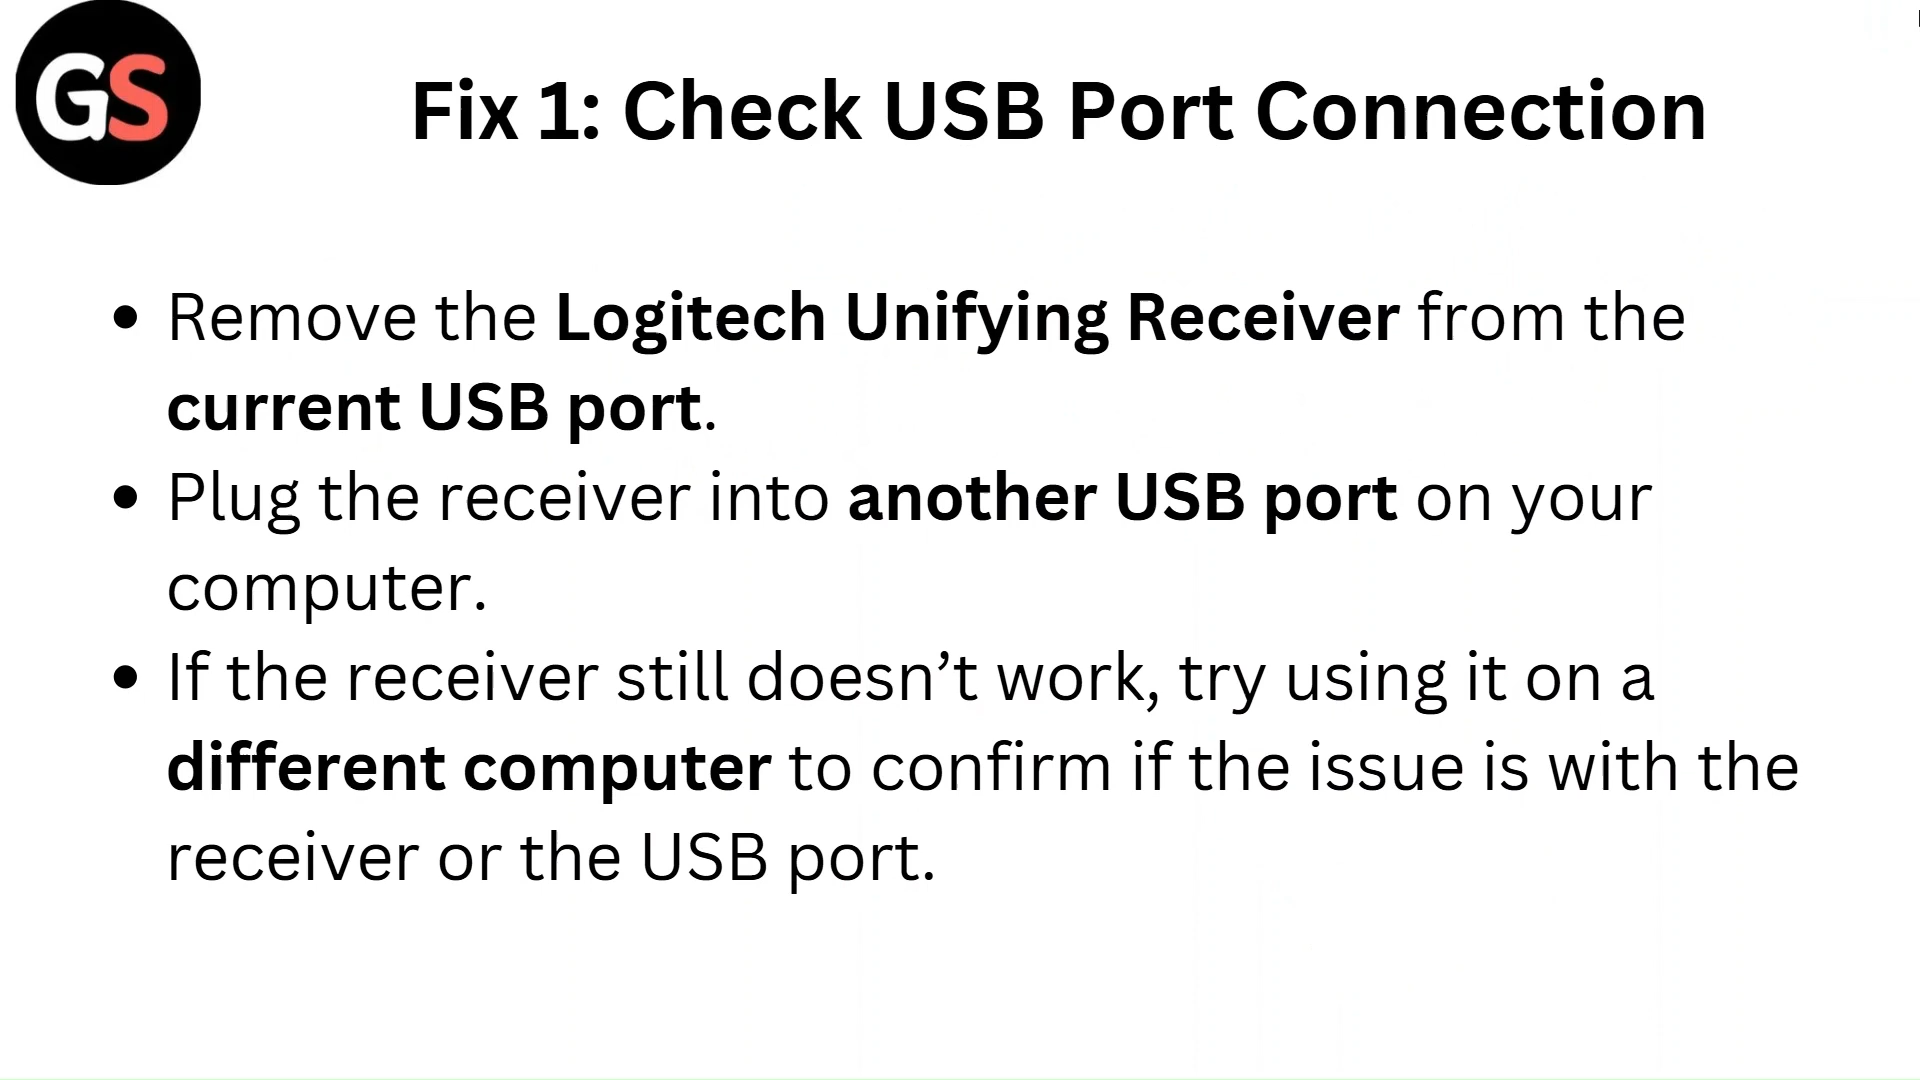 GS
Fix 1: Check USB Port Connection
• Remove the Logitech Unifying Receiver from the
current USB port.
• Plug the receiver into another USB port on your
computer.
• If the receiver still doesn’t work, try using it on a
different computer to confirm if the issue is with the
receiver or the USB port.